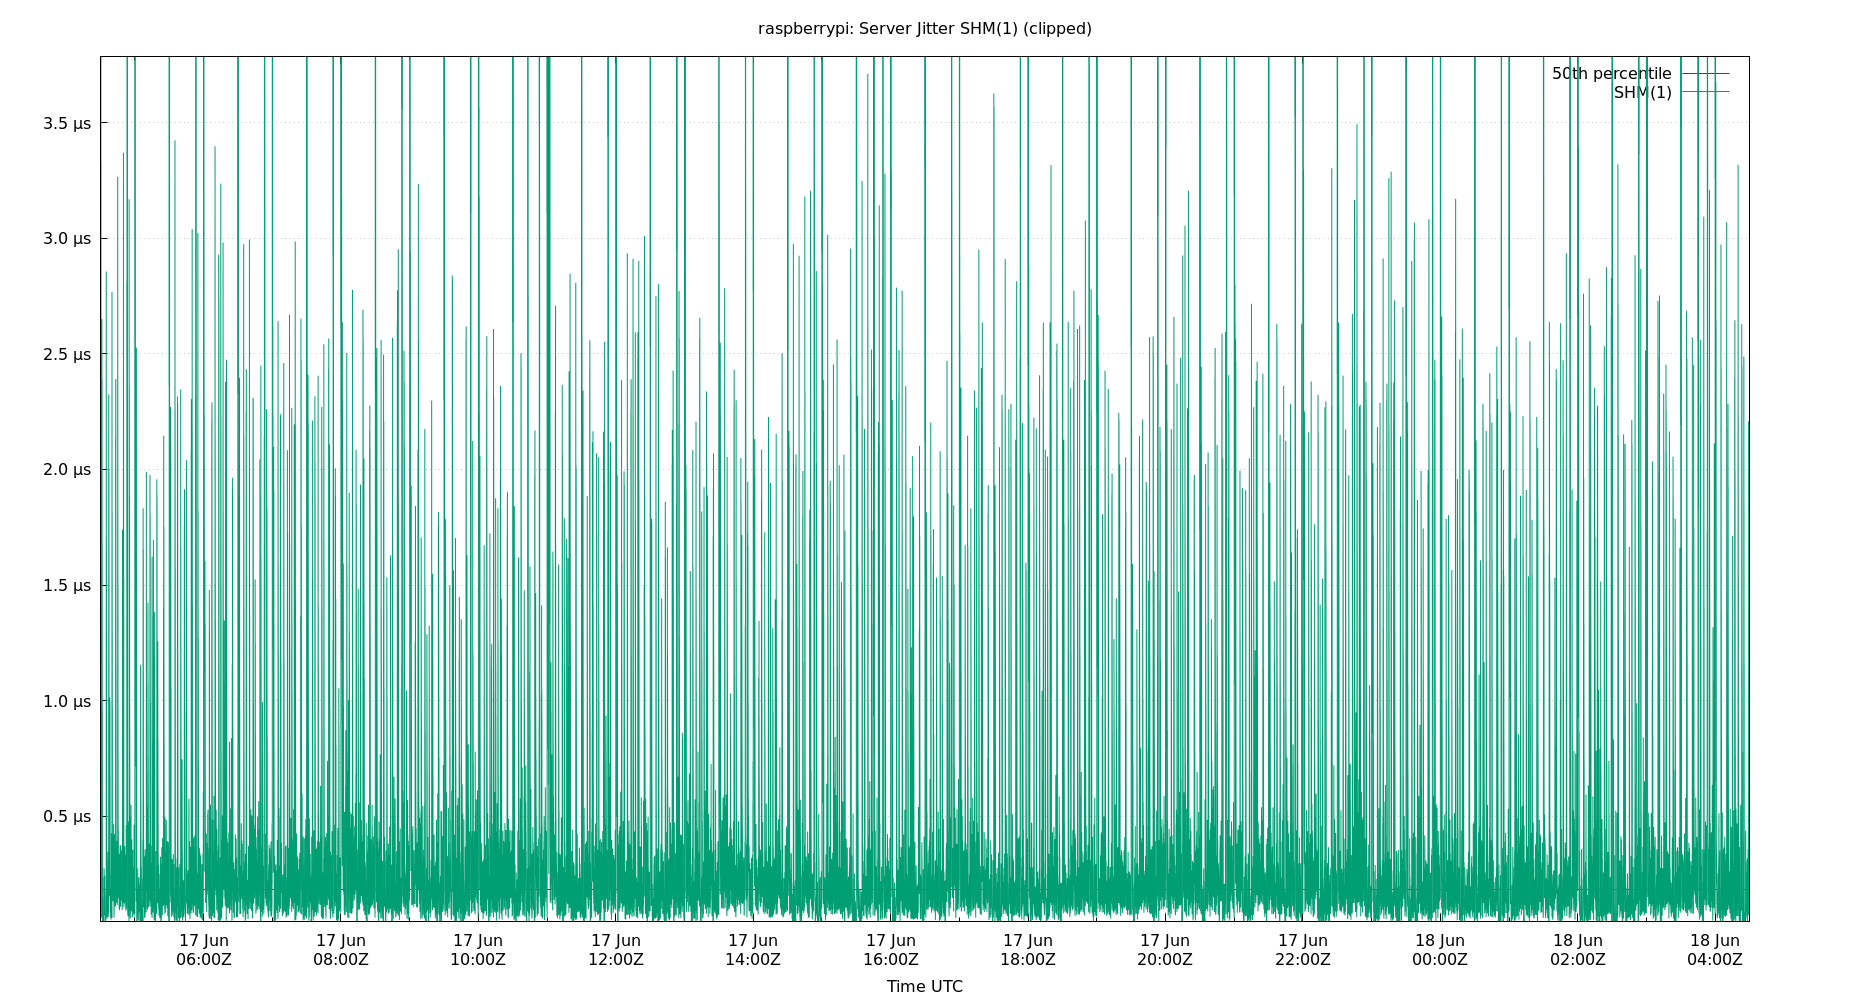 raspberrypi: Server Jitter SHM(1) (clipped)
50th percentile
SHM(1)
3.5 μs
3.0 μs
2.5 μs
2.0 μs
1.5 μs
1.0 μs
0.5 μs
17 Jun 17 Jun 17 Jun 17 Jun 17 Jun 17 Jun 17 Jun 17 Jun 17 Jun 18 Jun 18 Jun 18 Jun
06:00Z 08:00Z 10:00Z 12:00Z 14:00Z 16:00Z 18:00Z 20:00Z 22:00Z 00:00Z 02:00Z 04:00Z
Time UTC